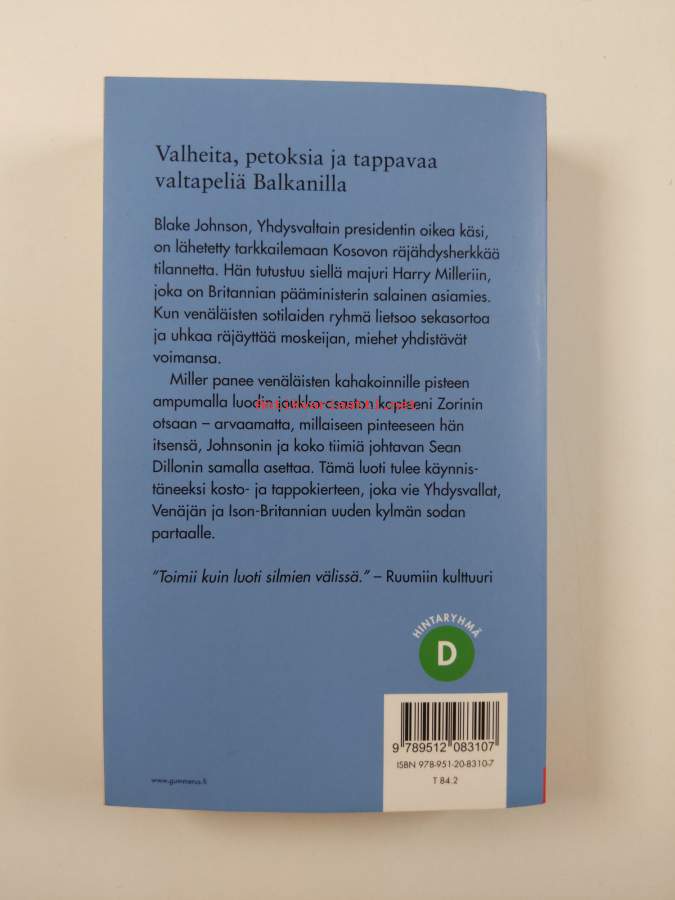 Valheita, petoksia ja tappavaa
valtapeliä Balkanilla
Blake Johnson, Yhdysvaltain presidentin oikea käsi,
on lähetetty tarkkailemaan Kosovon räjähdysherkkää
tilannetta. Hän tutustuu siellä majuri Harry Milleriin,
joka on Britannian pääministerin salainen asiamies.
Kun venäläisten sotilaiden ryhmä lietsoo sekasortoa
ja uhkaa räjäyttää moskeijan, miehet yhdistävät
voimansa.
Miller panee venäläisten kahakoinnille pisteen
ampumalla luodin joukko-osaston kapteeni Zorinin
otsaan – arvaamatta, millaiseen pinteeseen hän
itsensä, Johnsonin ja koko tiimiä johtavan Sean
Dillonin samalla asettaa. Tämä luoti tulee käynnis-
täneeksi kosto- ja tappokierteen, joka vie Yhdysvallat,
Venäjän ja Ison-Britannian uuden kylmän sodan
partaalle.
"Toimii kuin luoti silmien välissä." – Ruumiin kulttuuri
HINTARYHMÄ
D
9 789512 083107
ISBN 978-951-20-8310-7
T 84.2
www.gummerus.fi